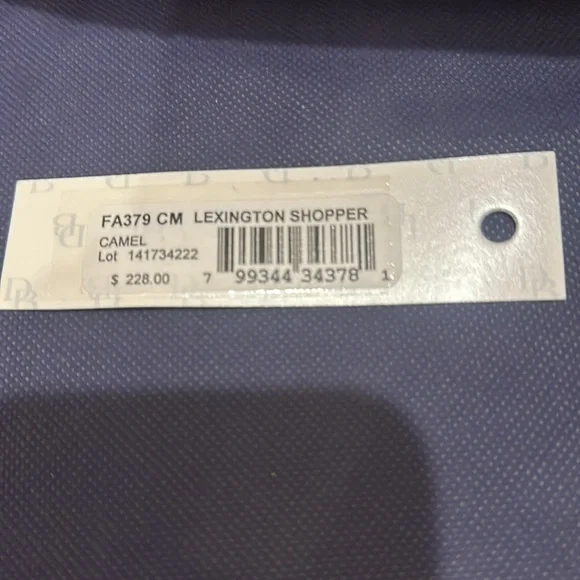 FA379 CM LEXINGTON SHOPPER
CAMEL
Lot 141734222
$ 228.00
7 99344 34378 1